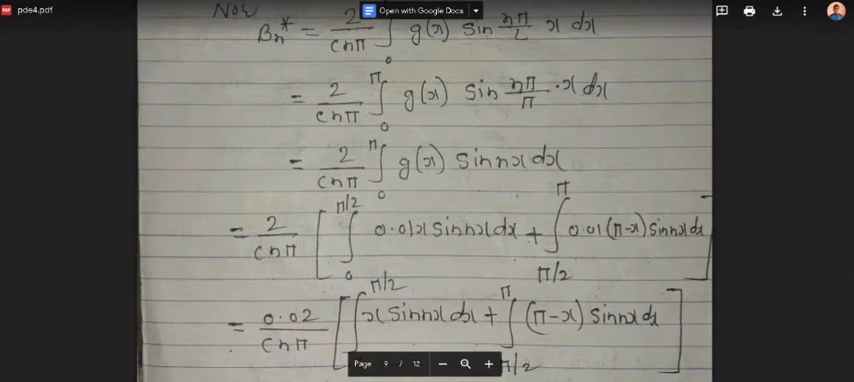 pde4.pdf
Open with Google Docs
Now
Bn* = 2/cnπ ∫ 0 g(x) sin nπ/L x dx
= 2/cnπ ∫ 0 π g(x) sin nπ/π · x dx
= 2/cnπ ∫ 0 π g(x) sin nx dx
= 2/cnπ [ ∫ 0 π/2 0.01x sin nx dx + ∫ π/2 π 0.01(π-x) sin nx dx ]
= 0.02/cnπ [ ∫ π/2 x sin nx dx + ∫ π/2 π (π-x) sin nx dx ]
Page 9 / 12